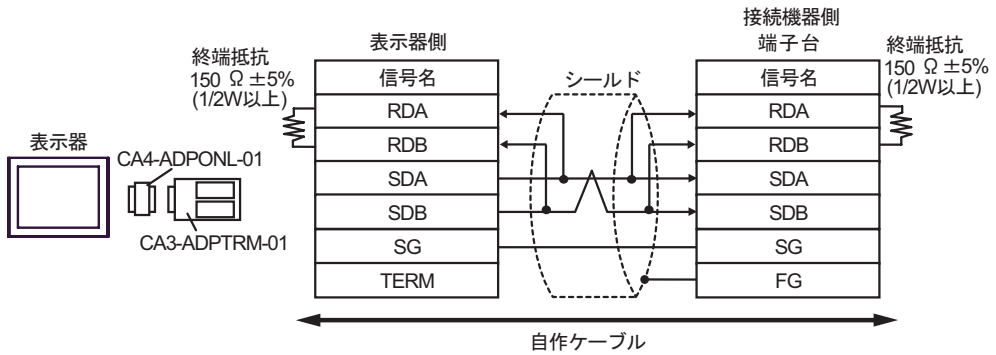 接続機器側
端子台
表示器側
終端抵抗
150 Ω ±5%
(1/2W以上)
終端抵抗
150 Ω ±5%
(1/2W以上)
信号名
シールド
信号名
RDA
RDA
RDB
RDB
表示器
CA4-ADPONL-01
SDA
SDA
SDB
SDB
CA3-ADPTRM-01
SG
SG
TERM
FG
自作ケーブル